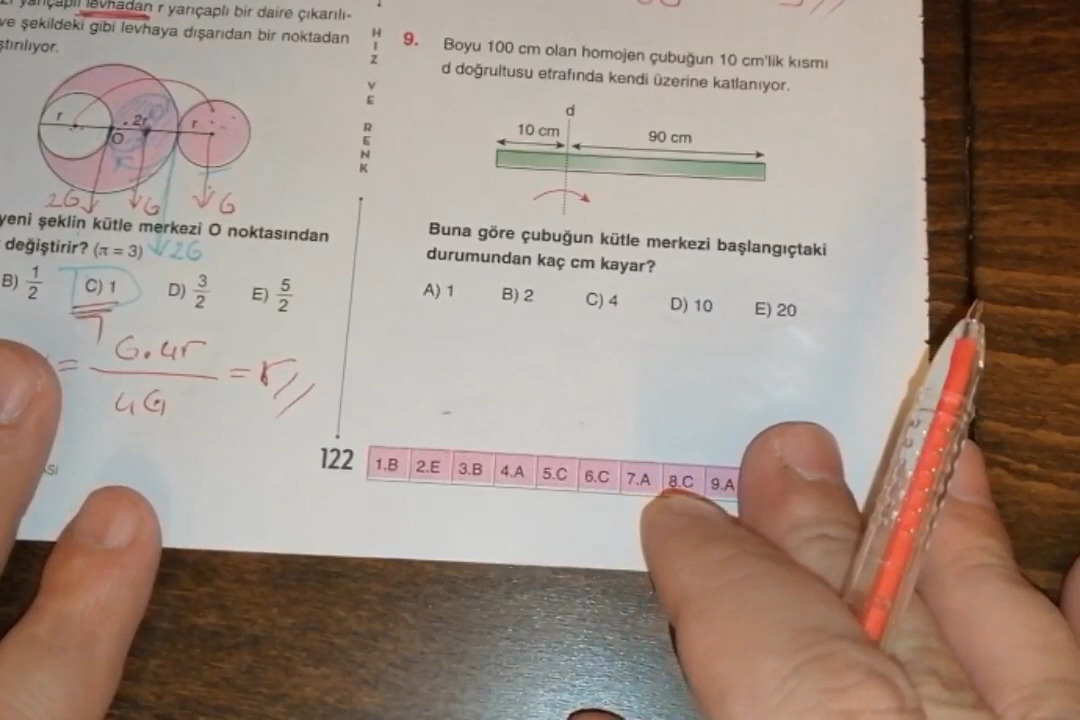 yarıçaplı levhadan r yarıçaplı bir daire çıkarılı-
ve şekildeki gibi levhaya dışarıdan bir noktadan
ştırılıyor.
r
O
2r
r
2G
G
G
yeni şeklin kütle merkezi O noktasından
değiştirir? (π = 3)
2G
B) 1/2
C) 1
D) 3/2
E) 5/2
= G.4r / 4G = r //
HIZ VE RENK
9.
Boyu 100 cm olan homojen çubuğun 10 cm'lik kısmı
d doğrultusu etrafında kendi üzerine katlanıyor.
d
10 cm
90 cm
Buna göre çubuğun kütle merkezi başlangıçtaki
durumundan kaç cm kayar?
A) 1
B) 2
C) 4
D) 10
E) 20
122
1.B 2.E 3.B 4.A 5.C 6.C 7.A 8.C 9.A
ASI